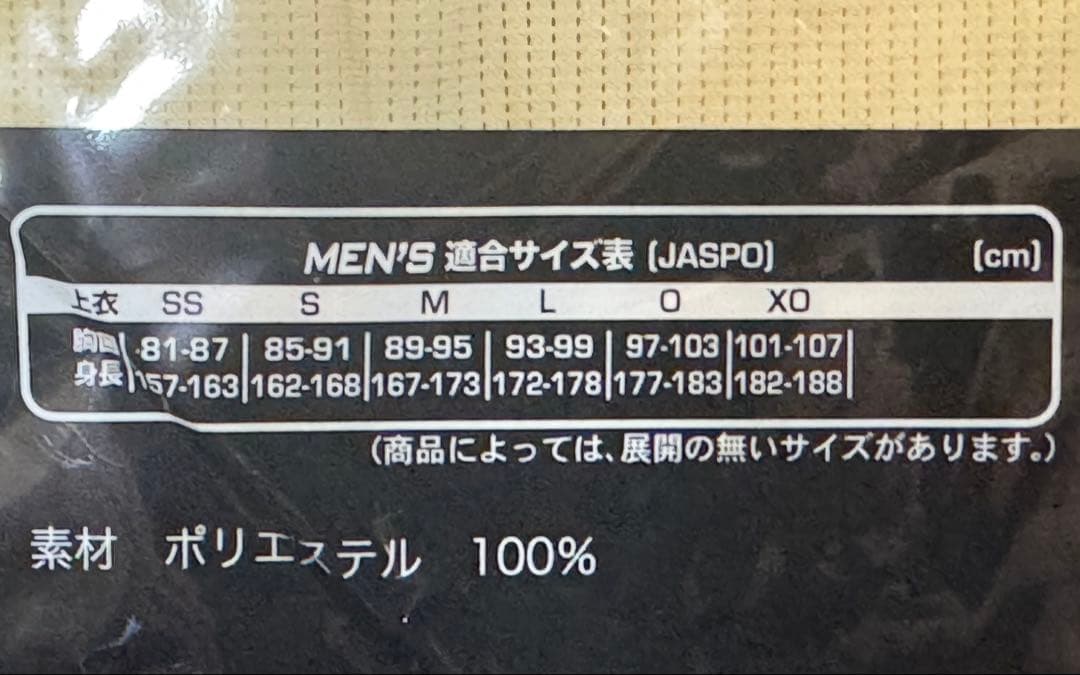 MEN'S 適合サイズ表 (JASPO) (cm)
上衣 SS S M L O XO
胸囲 81-87 85-91 89-95 93-99 97-103 101-107
身長 157-163 162-168 167-173 172-178 177-183 182-188
(商品によっては、展開の無いサイズがあります。)
素材 ポリエステル 100%